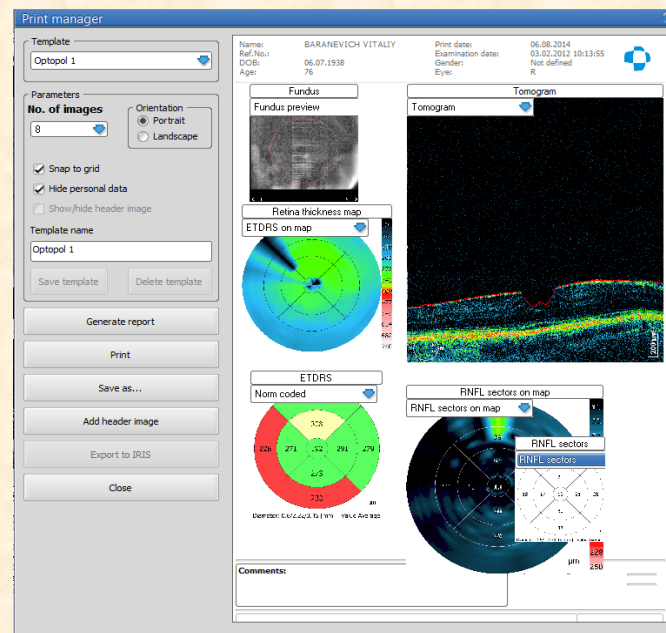 Print manager
Template
Optopol 1
Parameters
No. of images
8
Orientation
Portrait
Landscape
Snap to grid
Hide personal data
Show/hide header image
Template name
Optopol 1
Save template
Delete template
Generate report
Print
Save as...
Add header image
Export to IRIS
Close
Name: BARANEVICH VITALIY
Ref.No.:
DOB: 06.07.1938
Age: 76
Print date: 06.08.2014
Examination date: 03.02.2012 10:13:55
Gender: Not defined
Eye: R
Fundus
Fundus preview
Tomogram
Tomogram
Retina thickness map
ETDRS on map
ETDRS
Norm coded
226 271 291 279
RNFL sectors on map
RNFL sectors on map
RNFL sectors
RNFL sectors
µm
250
Comments: